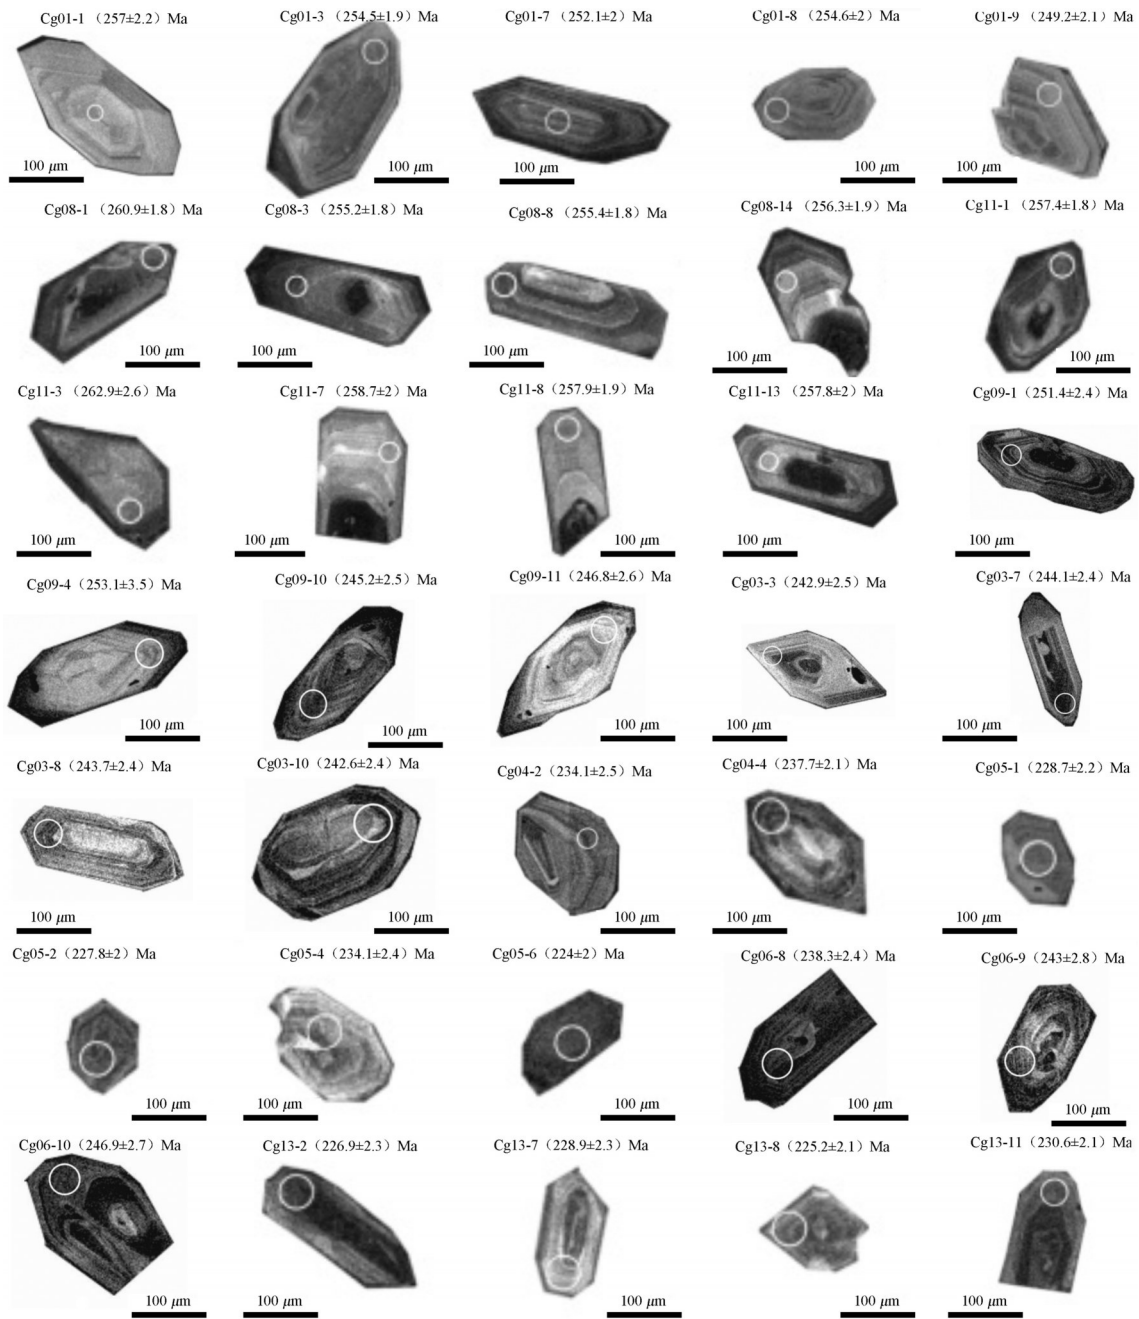 Cg01-1 （257±2.2）Ma
Cg01-3 （254.5±1.9）Ma
Cg01-7 （252.1±2）Ma
Cg01-8 （254.6±2）Ma
Cg01-9 （249.2±2.1）Ma
100 μm
100 μm
100 μm
100 μm
100 μm
Cg08-1 （260.9±1.8）Ma
Cg08-3 （255.2±1.8）Ma
Cg08-8 （255.4±1.8）Ma
Cg08-14 （256.3±1.9）Ma
Cg11-1 （257.4±1.8）Ma
100 μm
100 μm
100 μm
100 μm
100 μm
Cg11-3 （262.9±2.6）Ma
Cg11-7 （258.7±2）Ma
Cg11-8 （257.9±1.9）Ma
Cg11-13 （257.8±2）Ma
Cg09-1（251.4±2.4）Ma
100 μm
100 μm
100 μm
100 μm
100 μm
Cg09-4（253.1±3.5）Ma
Cg09-10（245.2±2.5）Ma
Cg09-11（246.8±2.6）Ma
Cg03-3（242.9±2.5）Ma
Cg03-7（244.1±2.4）Ma
100 μm
100 μm
100 μm
100 μm
100 μm
Cg03-8（243.7±2.4）Ma
Cg03-10（242.6±2.4）Ma
Cg04-2（234.1±2.5）Ma
Cg04-4（237.7±2.1）Ma
Cg05-1（228.7±2.2）Ma
100 μm
100 μm
100 μm
100 μm
100 μm
Cg05-2（227.8±2）Ma
Cg05-4（234.1±2.4）Ma
Cg05-6（224±2）Ma
Cg06-8（238.3±2.4）Ma
Cg06-9（243±2.8）Ma
100 μm
100 μm
100 μm
100 μm
100 μm
Cg06-10（246.9±2.7）Ma
Cg13-2（226.9±2.3）Ma
Cg13-7（228.9±2.3）Ma
Cg13-8（225.2±2.1）Ma
Cg13-11（230.6±2.1）Ma
100 μm
100 μm
100 μm
100 μm
100 μm